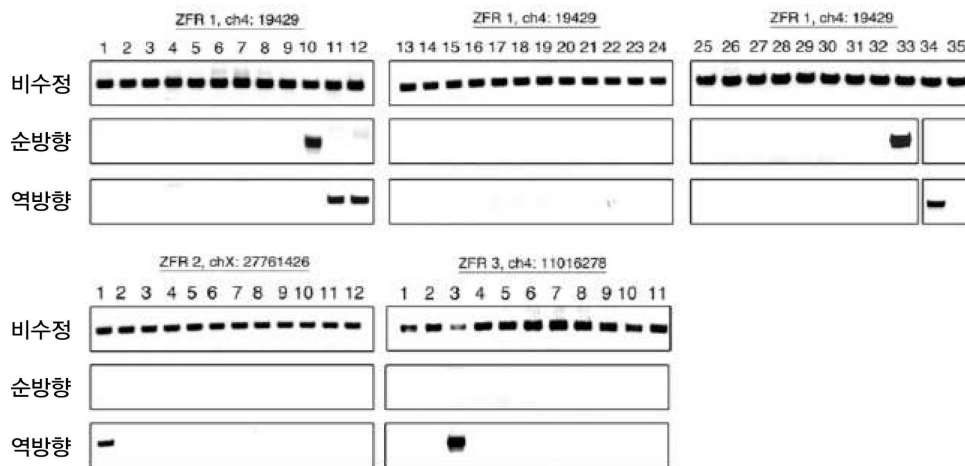 ZFR 1, ch4: 19429 ZFR 1, ch4: 19429 ZFR 1, ch4: 19429
1 2 3 4 5 6 7 8 9 10 11 12 13 14 15 16 17 18 19 20 21 22 23 24 25 26 27 28 29 30 31 32 33 34 35
비수정
순방향
역방향
ZFR 2, chX: 27761426 ZFR 3, ch4: 11016278
1 2 3 4 5 6 7 8 9 10 11 12 1 2 3 4 5 6 7 8 9 10 11
비수정
순방향
역방향